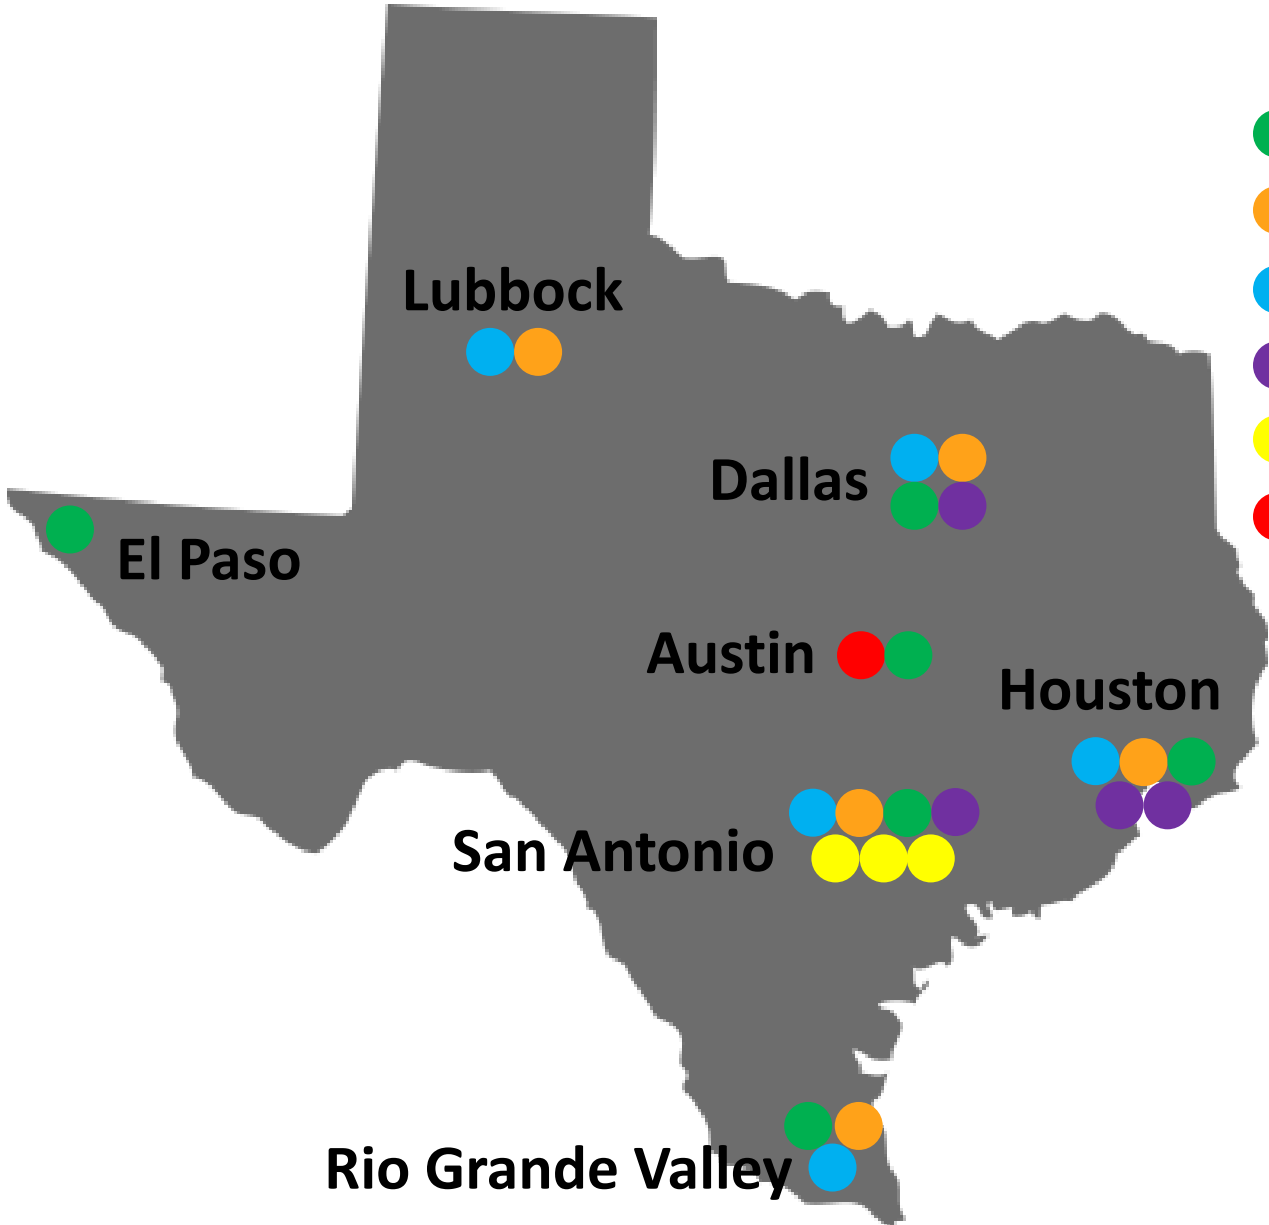 Lubbock
Dallas
El Paso
Austin
Houston
San Antonio
Rio Grande Valley